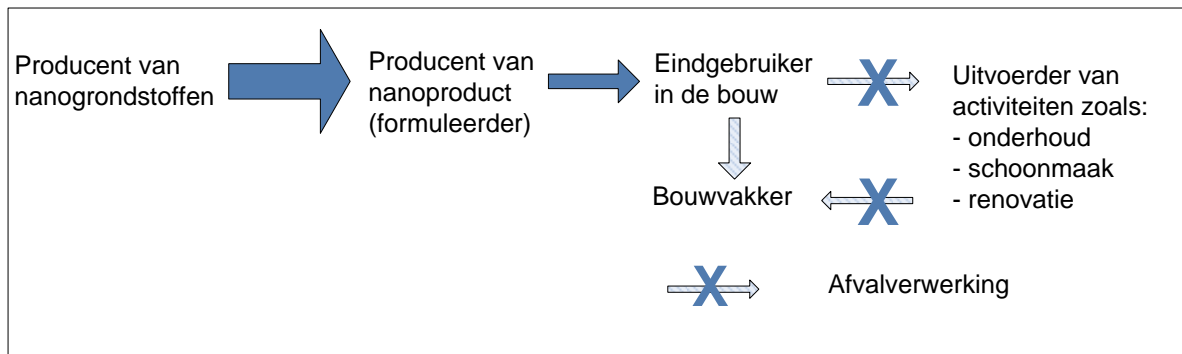 Producent van
nanogrondstoffen
Producent van
nanoproduct
(formuleerder)
Eindgebruiker
in de bouw
Uitvoerder van
activiteiten zoals:
- onderhoud
- schoonmaak
- renovatie
Bouwvakker
Afvalverwerking